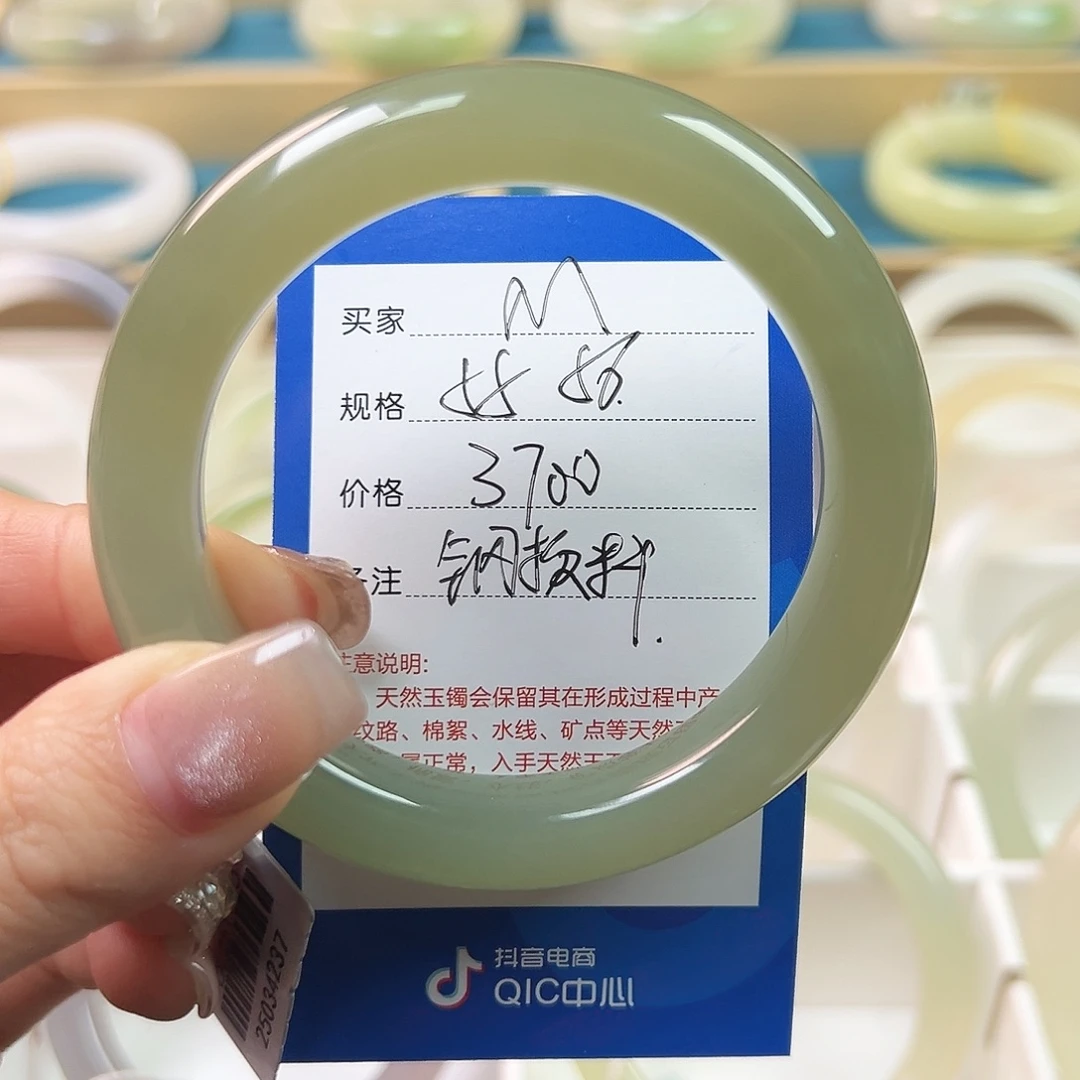 买家 M
规格
价格 3700
备注 钢板料.
注意说明:
天然玉镯会保留其在形成过程中产
纹路、棉絮、水线、矿点等天然
属正常，入手天然玉
抖音电商
QIC中心
25034237